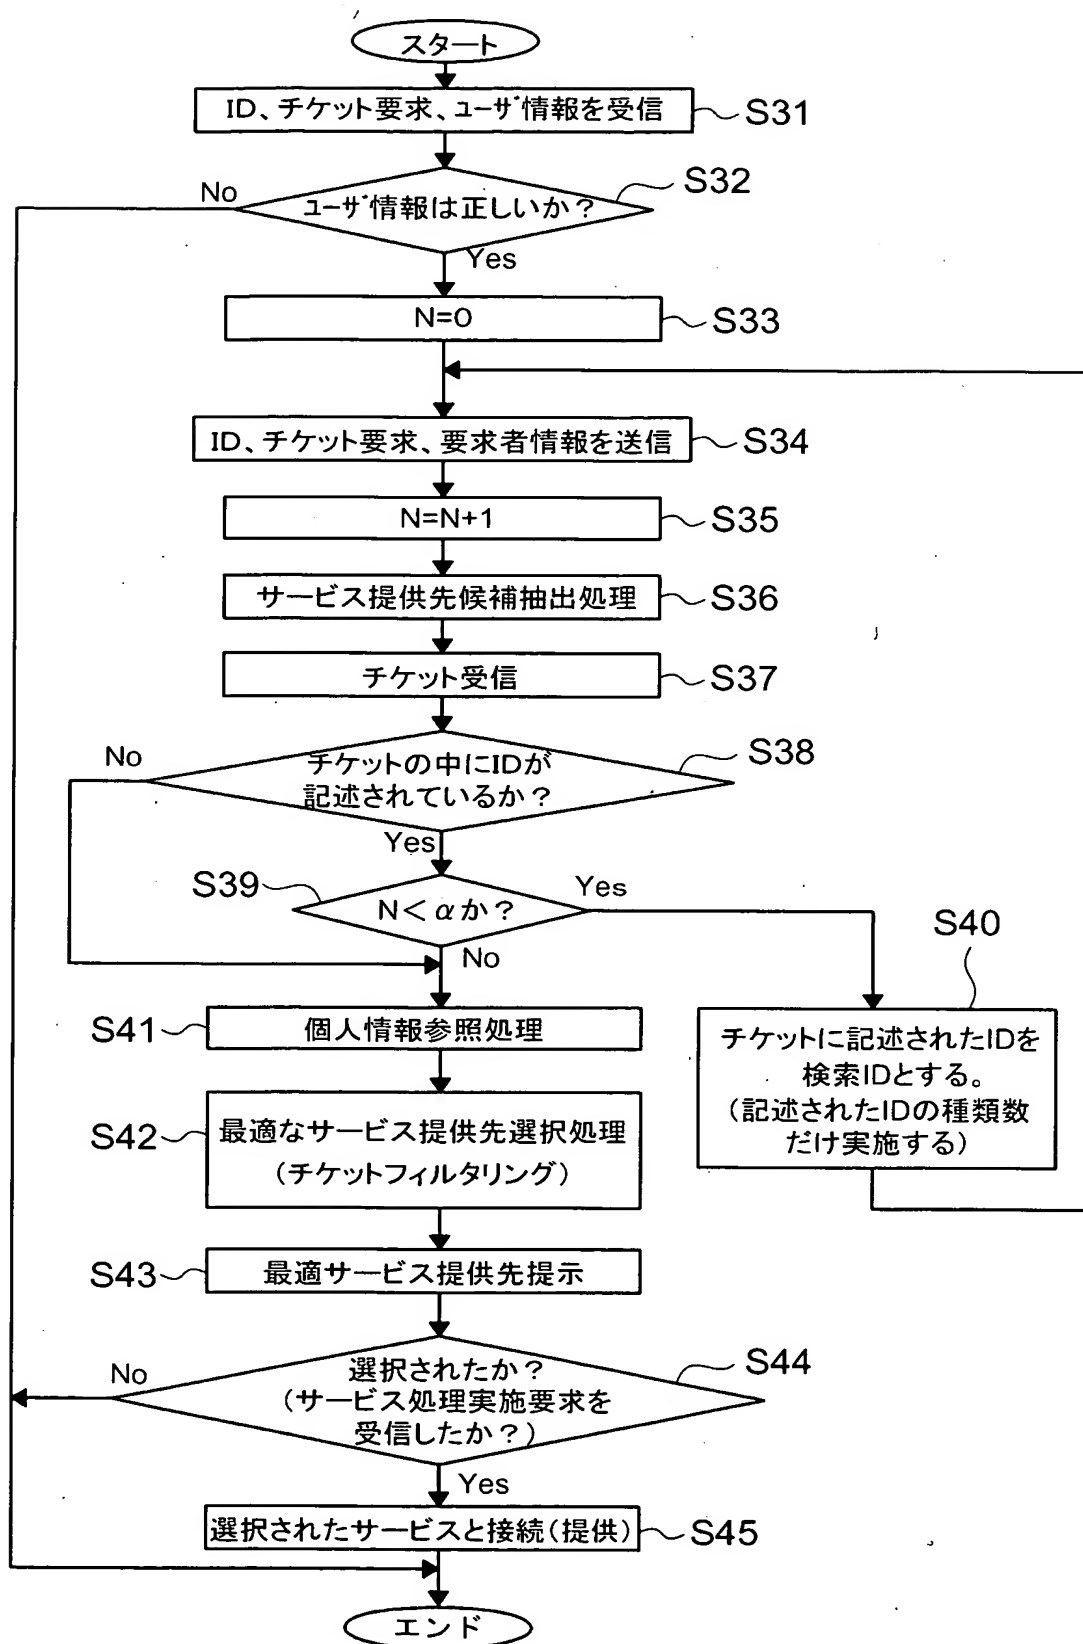 スタート
ID、チケット要求、ユーザ情報を受信
S31
No
ユーザ情報は正しいか？
S32
Yes
N=0
S33
ID、チケット要求、要求者情報を送信
S34
N=N+1
S35
サービス提供先候補抽出処理
S36
チケット受信
S37
No
チケットの中にIDが
記述されているか？
S38
Yes
S39
N＜αか？
Yes
No
S40
チケットに記述されたIDを
検索IDとする。
（記述されたIDの種類数
だけ実施する）
S41
個人情報参照処理
S42
最適なサービス提供先選択処理
（チケットフィルタリング）
S43
最適サービス提供先提示
No
選択されたか？
（サービス処理実施要求を
受信したか？）
S44
Yes
選択されたサービスと接続（提供）
S45
エンド